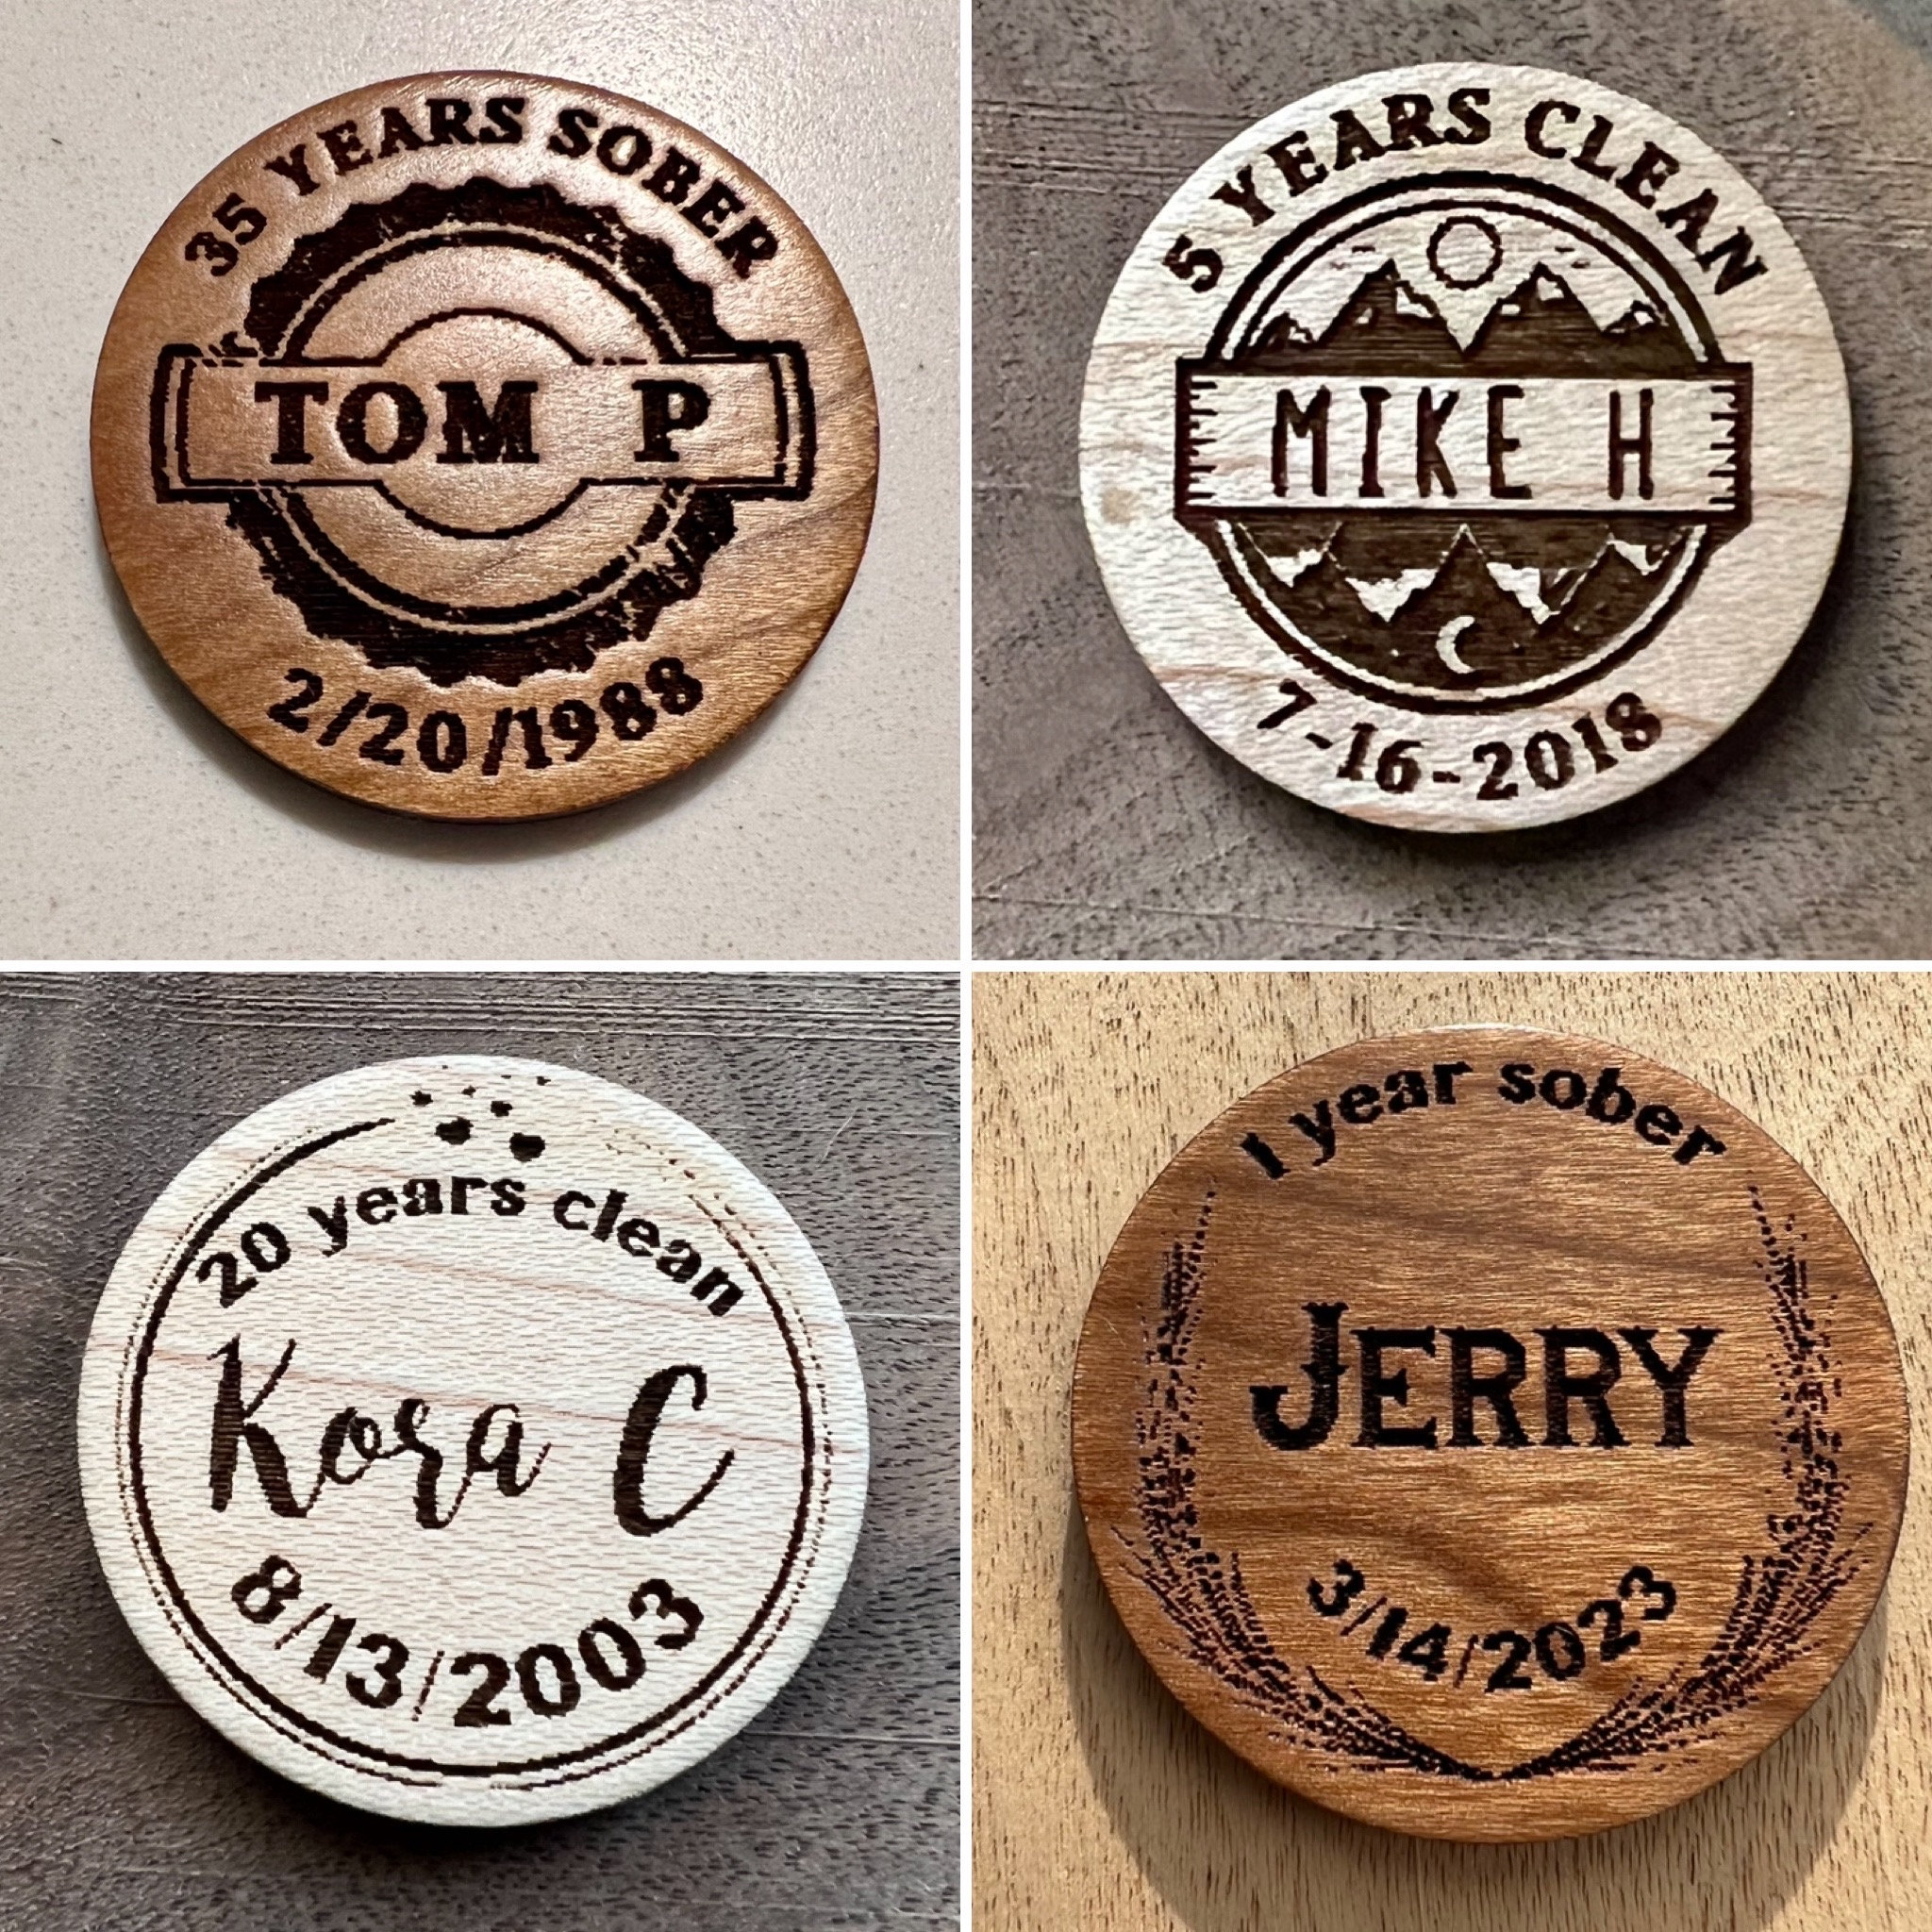 35 YEARS SOBER
TOM P
2/20/1988
5 YEARS CLEAN
MIKE H
7-16-2018
20 years clean
Kora C
8/13/2003
1 year sober
JERRY
3/14/2023